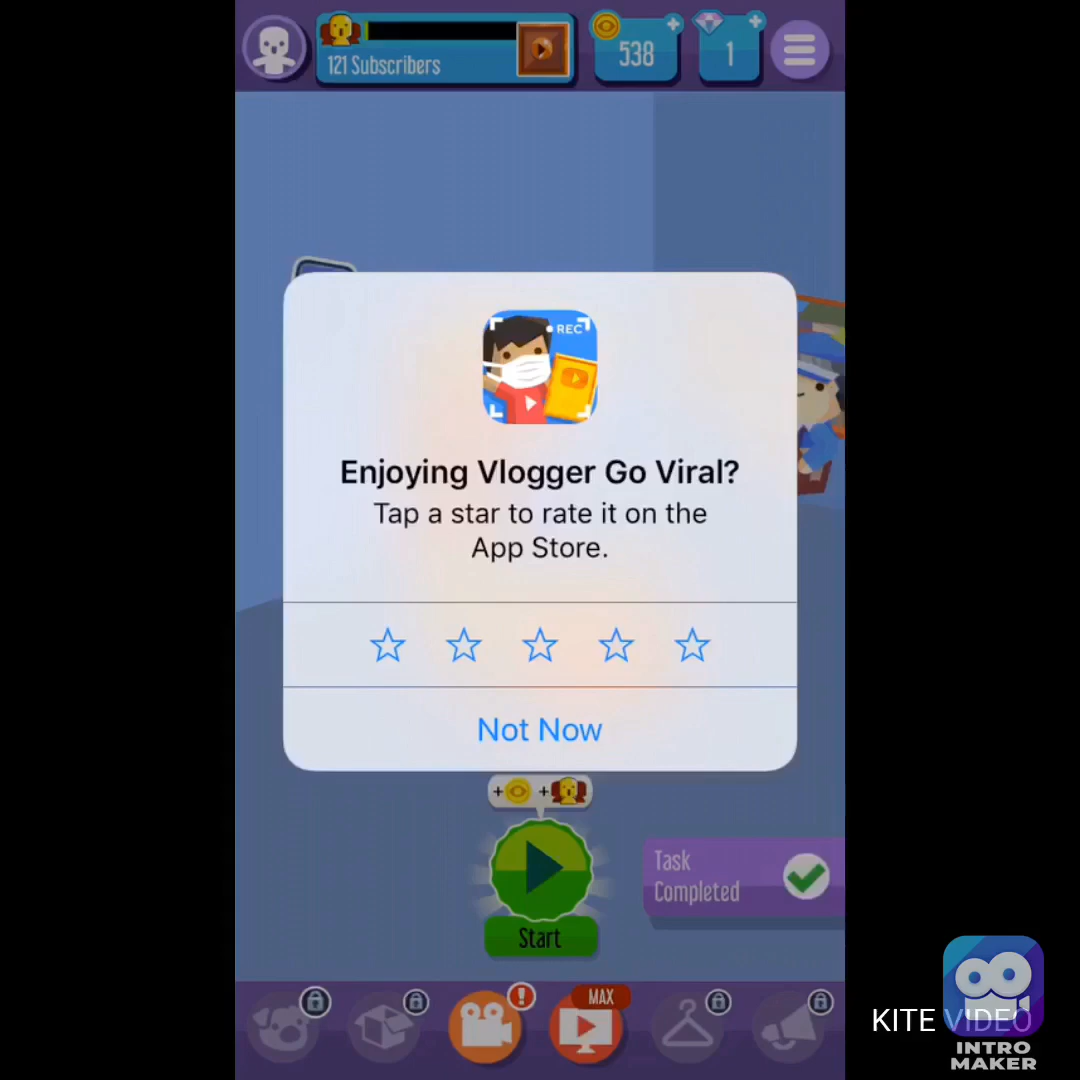 121 Subscribers
538
1
REC
Enjoying Vlogger Go Viral?
Tap a star to rate it on the
App Store.
Not Now
+ +
Task
Completed
Start
!
MAX
KITE VIDEO
INTRO
MAKER